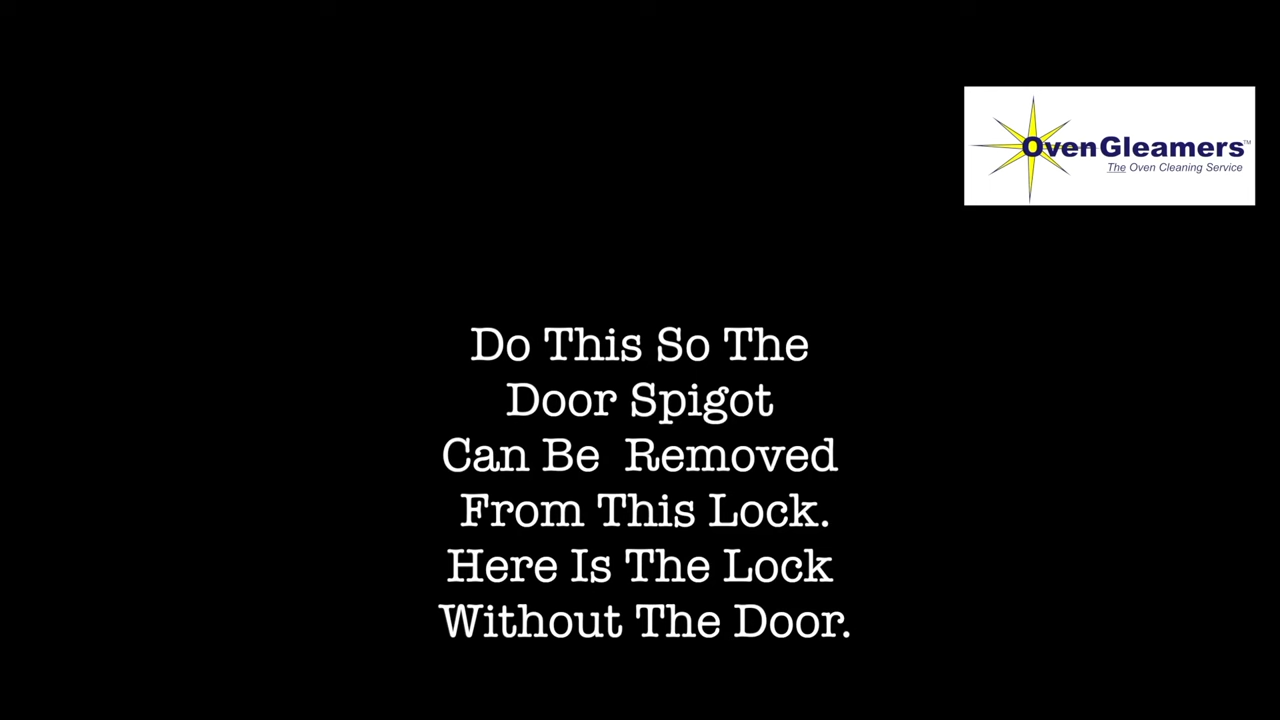 OvenGleamers™
The Oven Cleaning Service
Do This So The
Door Spigot
Can Be Removed
From This Lock.
Here Is The Lock
Without The Door.